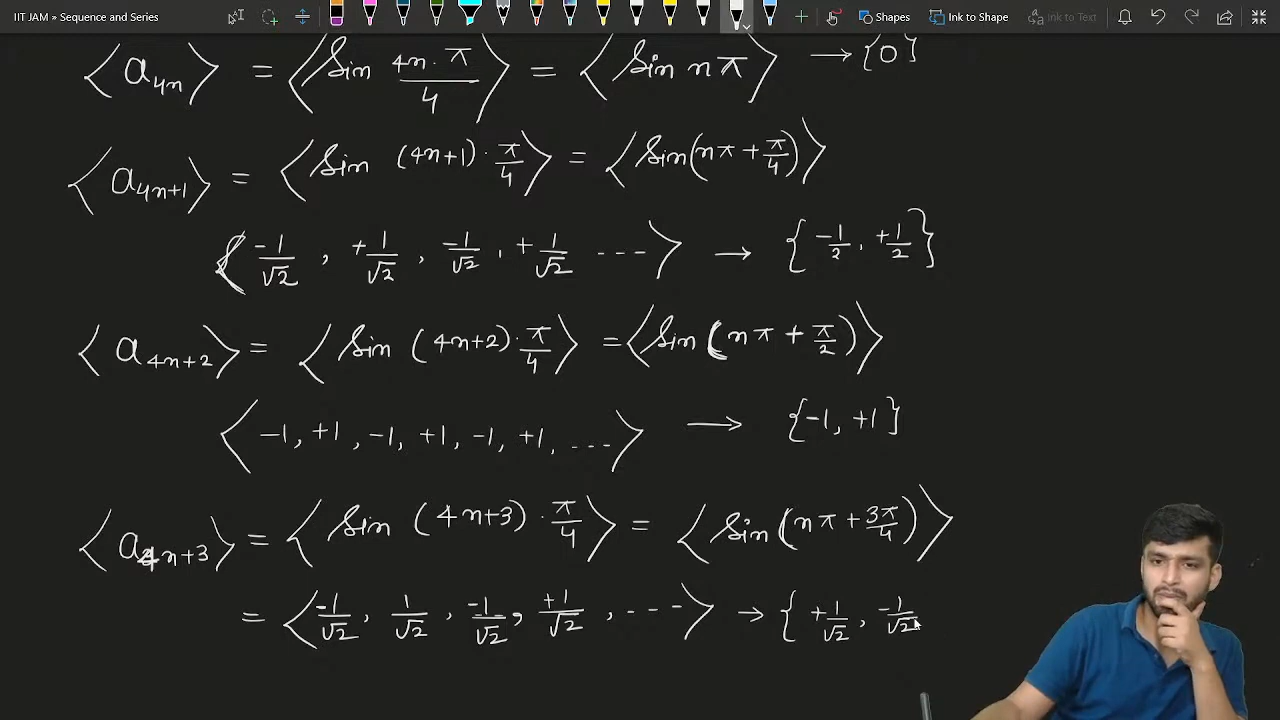 IIT JAM » Sequence and Series Shapes Ink to Shape Ink to Text
⟨a₄ₙ⟩ = ⟨Sin 4n·π/4⟩ = ⟨Sin nπ⟩ → {0}
⟨a₄ₙ₊₁⟩ = ⟨Sin (4n+1)·π/4⟩ = ⟨Sin(nπ + π/4)⟩
⟨-1/√2, +1/√2, -1/√2, +1/√2 ---⟩ → {-1/2, +1/2}
⟨a₄ₙ₊₂⟩ = ⟨Sin (4n+2)·π/4⟩ = ⟨Sin(nπ + π/2)⟩
⟨-1, +1, -1, +1, -1, +1, ---⟩ → {-1, +1}
⟨a₄ₙ₊₃⟩ = ⟨Sin (4n+3)·π/4⟩ = ⟨Sin(nπ + 3π/4)⟩
= ⟨-1/√2, 1/√2, -1/√2, +1/√2, ---⟩ → {+1/√2, -1/√2